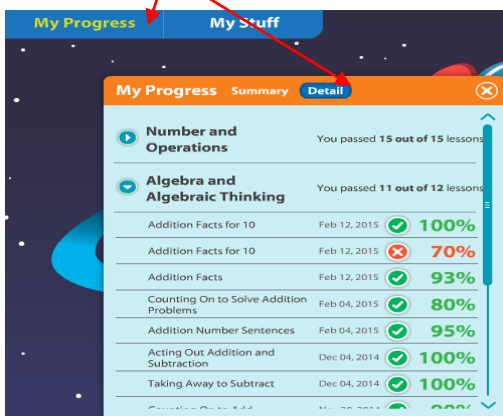 My Progress My Stuff
My Progress Summary Detail
Number and
Operations
You passed 15 out of 15 lessons
Algebra and
Algebraic Thinking
You passed 11 out of 12 lessons
Addition Facts for 10 Feb 12, 2015 100%
Addition Facts for 10 Feb 12, 2015 70%
Addition Facts Feb 12, 2015 93%
Counting On to Solve Addition
Problems
Feb 04, 2015 80%
Addition Number Sentences Feb 04, 2015 95%
Acting Out Addition and
Subtraction
Dec 04, 2014 100%
Taking Away to Subtract Dec 04, 2014 100%
Counting On to Add